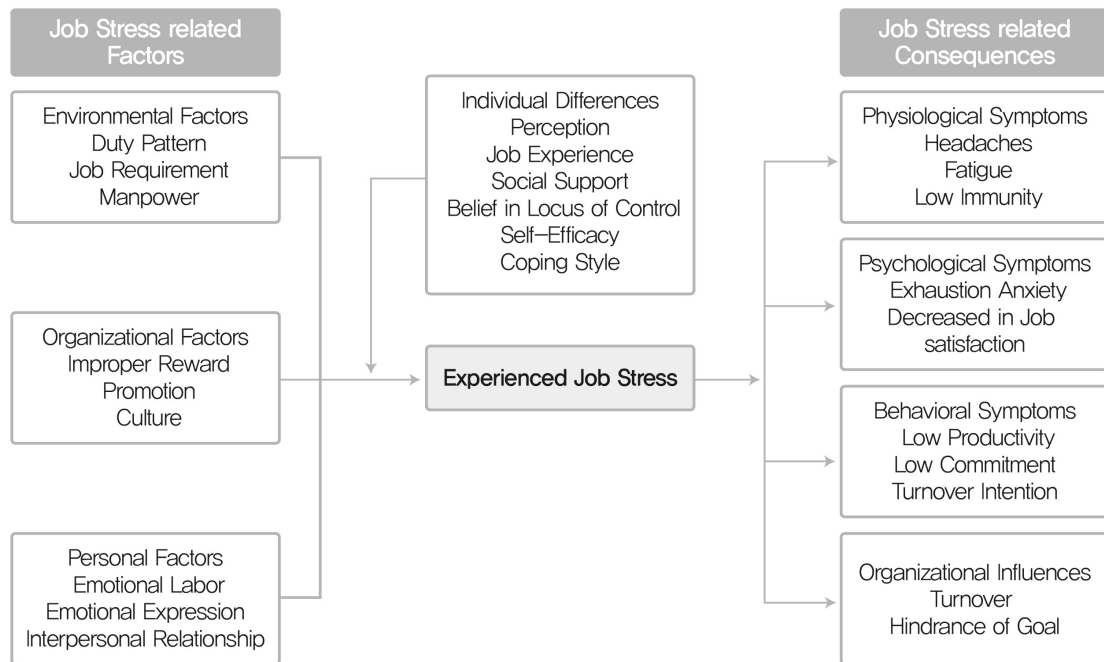 Job Stress related
Factors
Environmental Factors
Duty Pattern
Job Requirement
Manpower
Organizational Factors
Improper Reward
Promotion
Culture
Personal Factors
Emotional Labor
Emotional Expression
Interpersonal Relationship
Individual Differences
Perception
Job Experience
Social Support
Belief in Locus of Control
Self-Efficacy
Coping Style
Experienced Job Stress
Job Stress related
Consequences
Physiological Symptoms
Headaches
Fatigue
Low Immunity
Psychological Symptoms
Exhaustion Anxiety
Decreased in Job
satisfaction
Behavioral Symptoms
Low Productivity
Low Commitment
Turnover Intention
Organizational Influences
Turnover
Hindrance of Goal